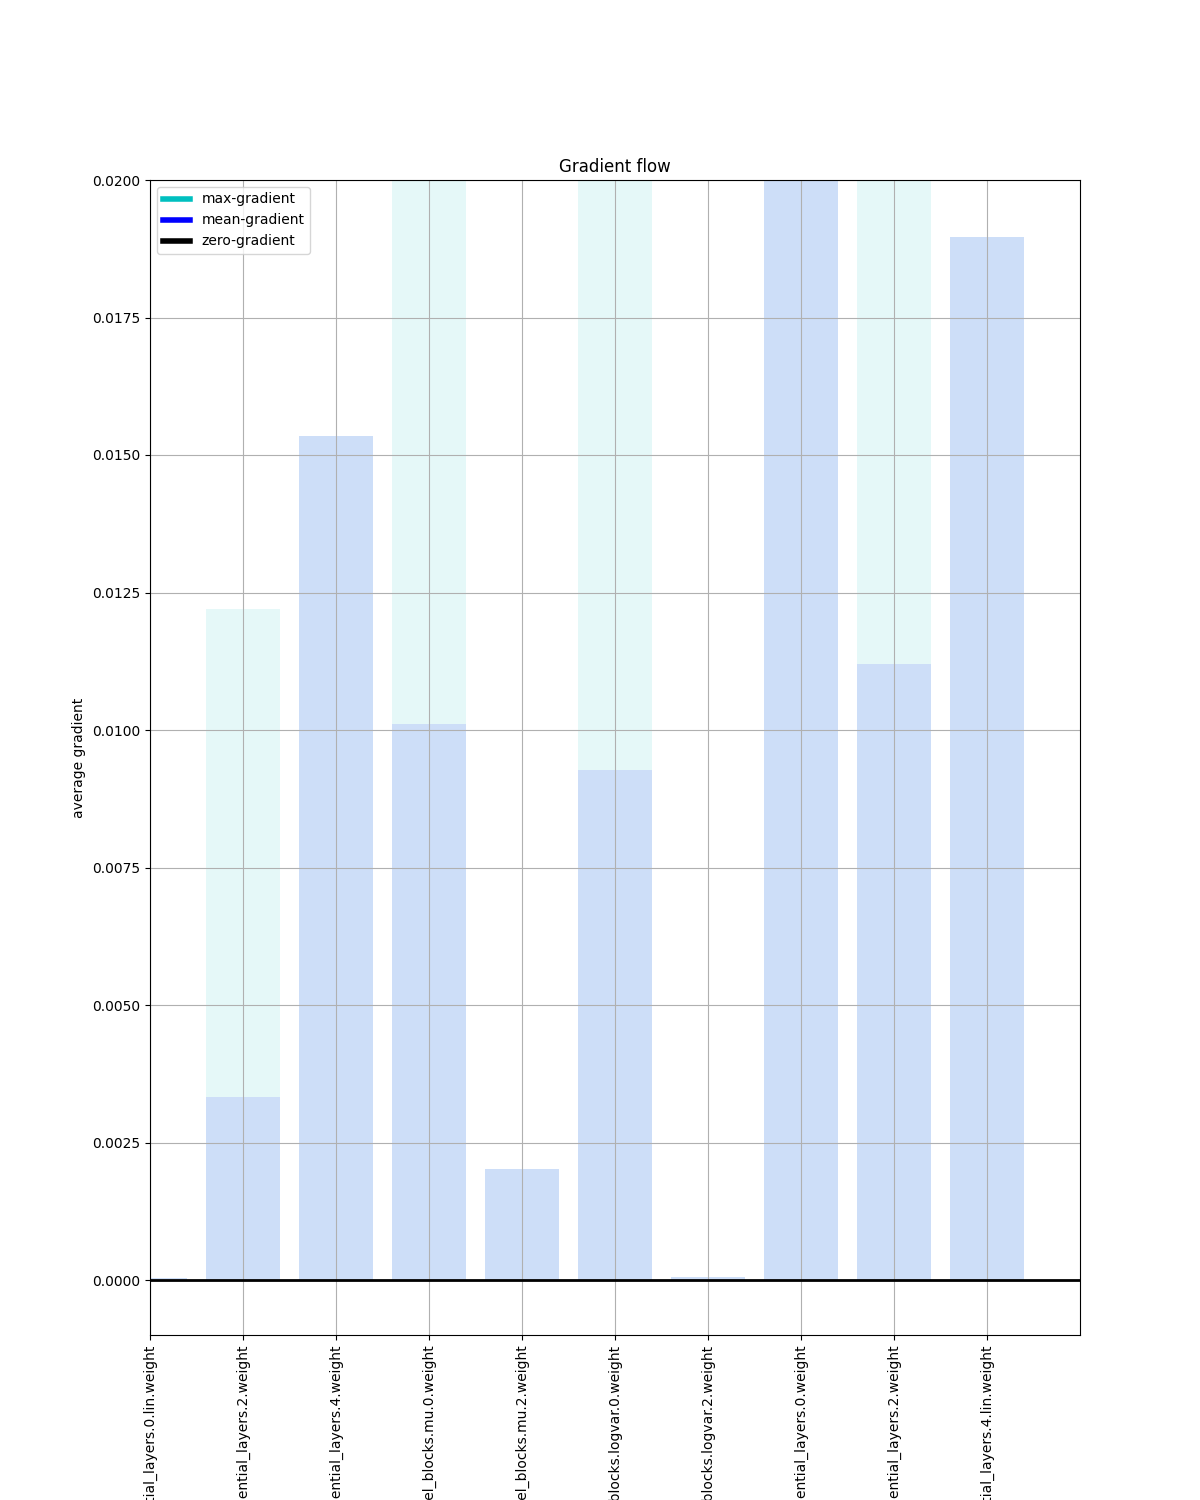 Gradient flow
max-gradient
mean-gradient
zero-gradient
0.0200
0.0175
0.0150
0.0125
0.0100
0.0075
0.0050
0.0025
0.0000
average gradient
tial_layers.0.lin.weight
ential_layers.2.weight
ential_layers.4.weight
el_blocks.mu.0.weight
el_blocks.mu.2.weight
blocks.logvar.0.weight
blocks.logvar.2.weight
ential_layers.0.weight
ential_layers.2.weight
tial_layers.4.lin.weight